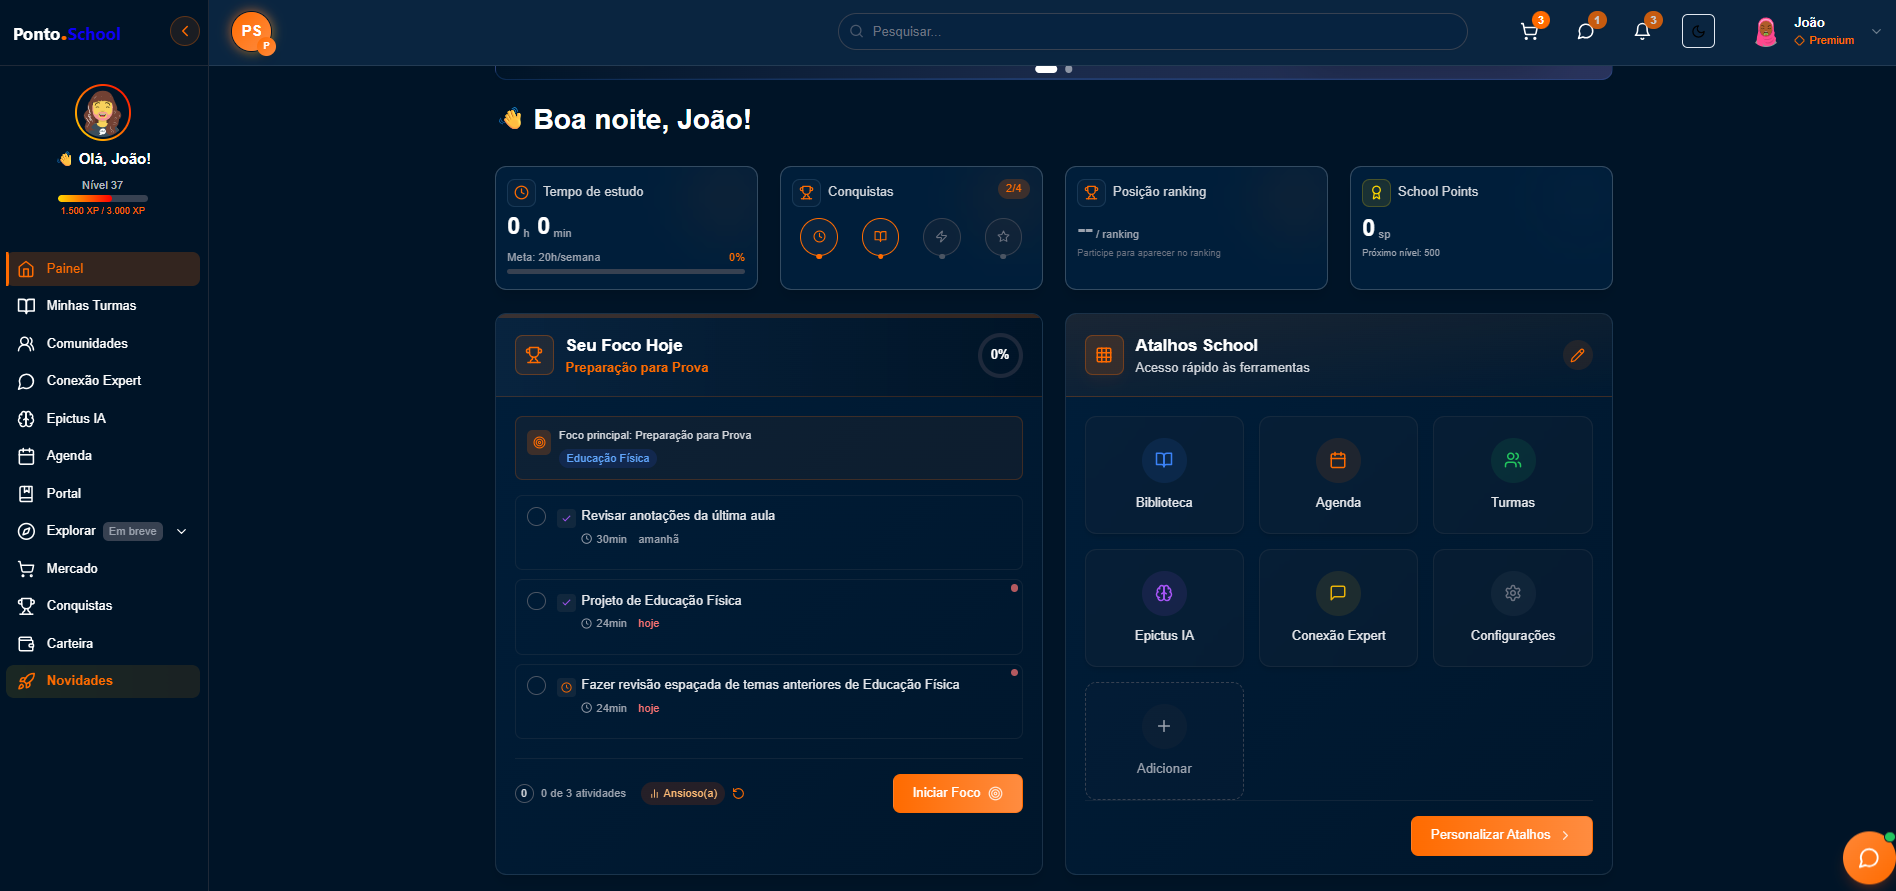 Ponto.School
PS
P
Pesquisar...
3
1
3
João
Premium
Olá, João!
Nível 37
1.500 XP / 3.000 XP
Painel
Minhas Turmas
Comunidades
Conexão Expert
Epictus IA
Agenda
Portal
Explorar Em breve
Mercado
Conquistas
Carteira
Novidades
Boa noite, João!
Tempo de estudo
0 h 0 min
Meta: 20h/semana 0%
Conquistas 2/4
Posição ranking
-- / ranking
Participe para aparecer no ranking
School Points
0 sp
Próximo nível: 500
Seu Foco Hoje
Preparação para Prova
0%
Foco principal: Preparação para Prova
Educação Física
Revisar anotações da última aula
30min amanhã
Projeto de Educação Física
24min hoje
Fazer revisão espaçada de temas anteriores de Educação Física
24min hoje
0 0 de 3 atividades Ansioso(a)
Iniciar Foco
Atalhos School
Acesso rápido às ferramentas
Biblioteca
Agenda
Turmas
Epictus IA
Conexão Expert
Configurações
Adicionar
Personalizar Atalhos